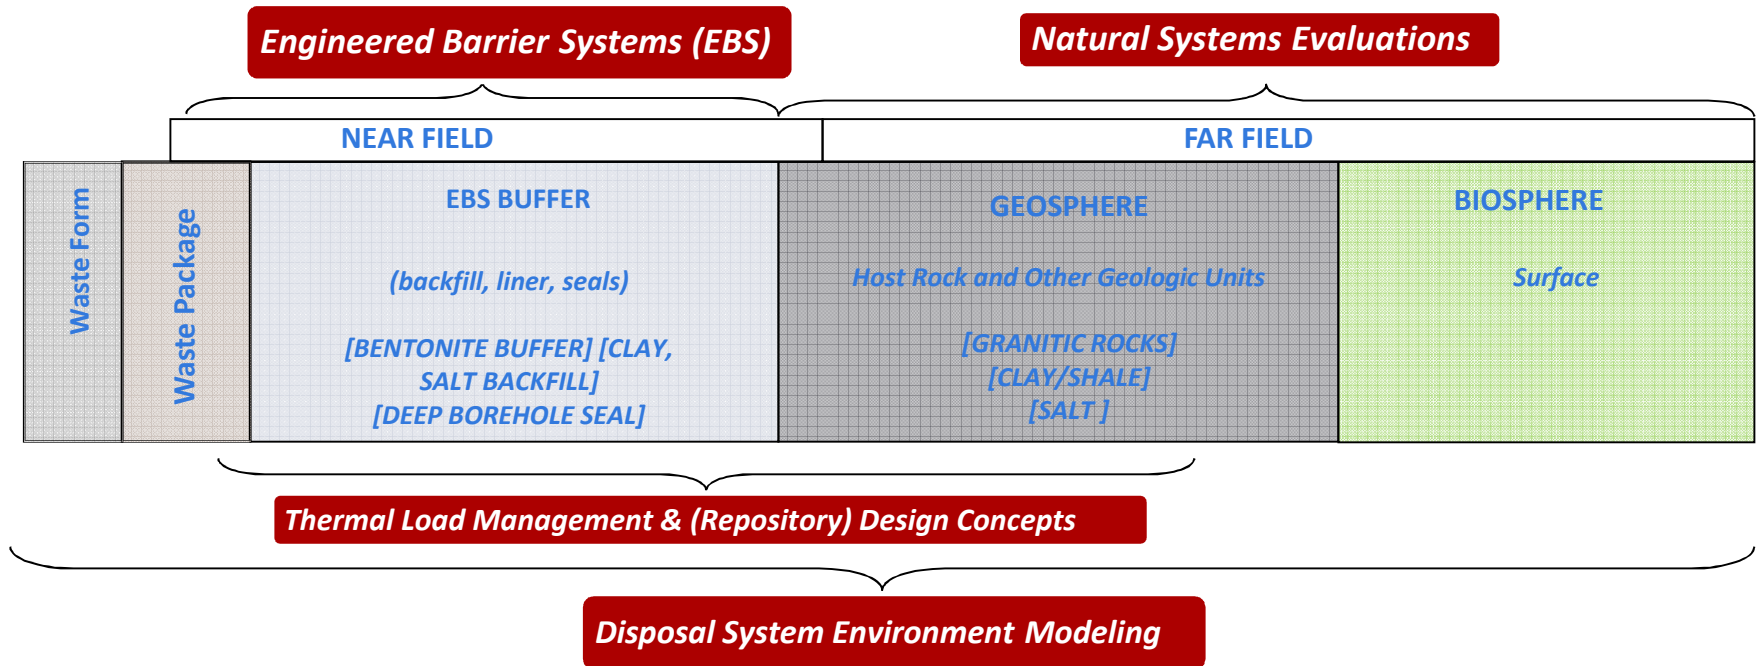 Engineered Barrier Systems (EBS)
Natural Systems Evaluations
NEAR FIELD
FAR FIELD
Waste Form
Waste Package
EBS BUFFER
(backfill, liner, seals)
[BENTONITE BUFFER] [CLAY,
SALT BACKFILL]
[DEEP BOREHOLE SEAL]
GEOSPHERE
Host Rock and Other Geologic Units
[GRANITIC ROCKS]
[CLAY/SHALE]
[SALT ]
BIOSPHERE
Surface
Thermal Load Management & (Repository) Design Concepts
Disposal System Environment Modeling